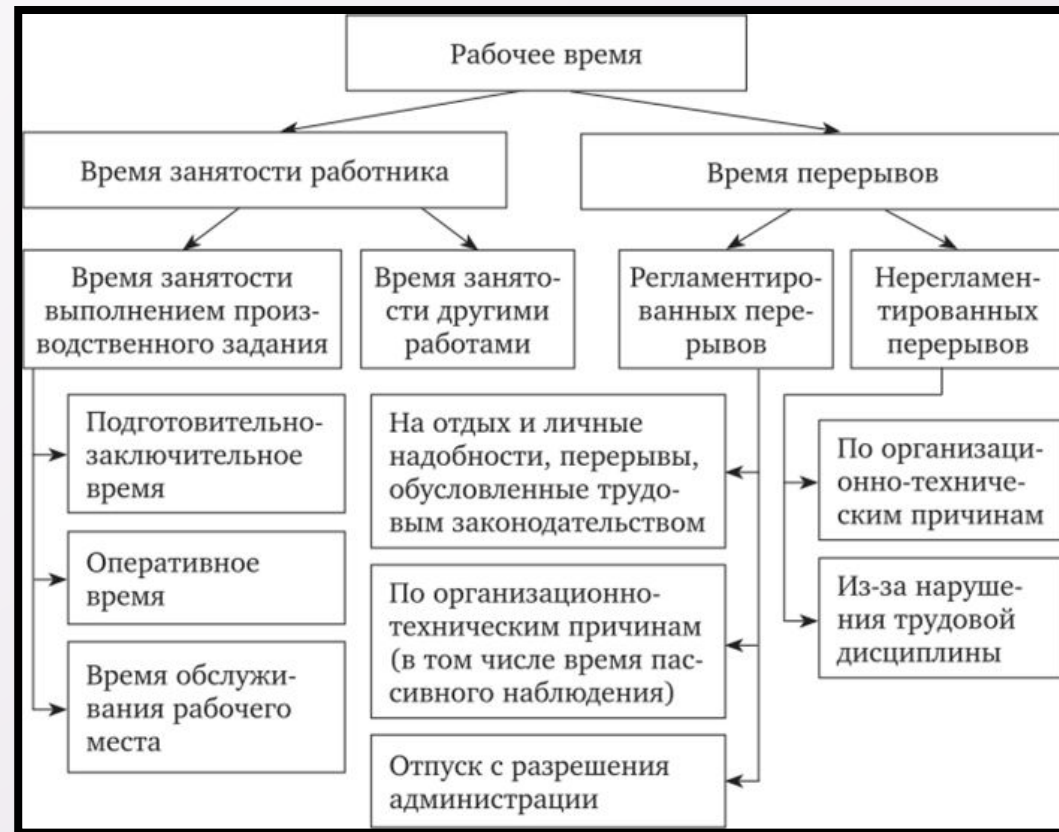 Рабочее время
Время занятости работника
Время перерывов
Время занятости
выполнением произ-
водственного задания
Время занято-
сти другими
работами
Регламентиро-
ванных пере-
рывов
Нерегламен-
тированных
перерывов
Подготовительно-
заключительное
время
Оперативное
время
Время обслужи-
вания рабочего
места
На отдых и личные
надобности, перерывы,
обусловленные трудо-
вым законодательством
По организационно-
техническим причинам
(в том числе время пас-
сивного наблюдения)
Отпуск с разрешения
администрации
По организаци-
онно-техниче-
ским причинам
Из-за наруше-
ния трудовой
дисциплины